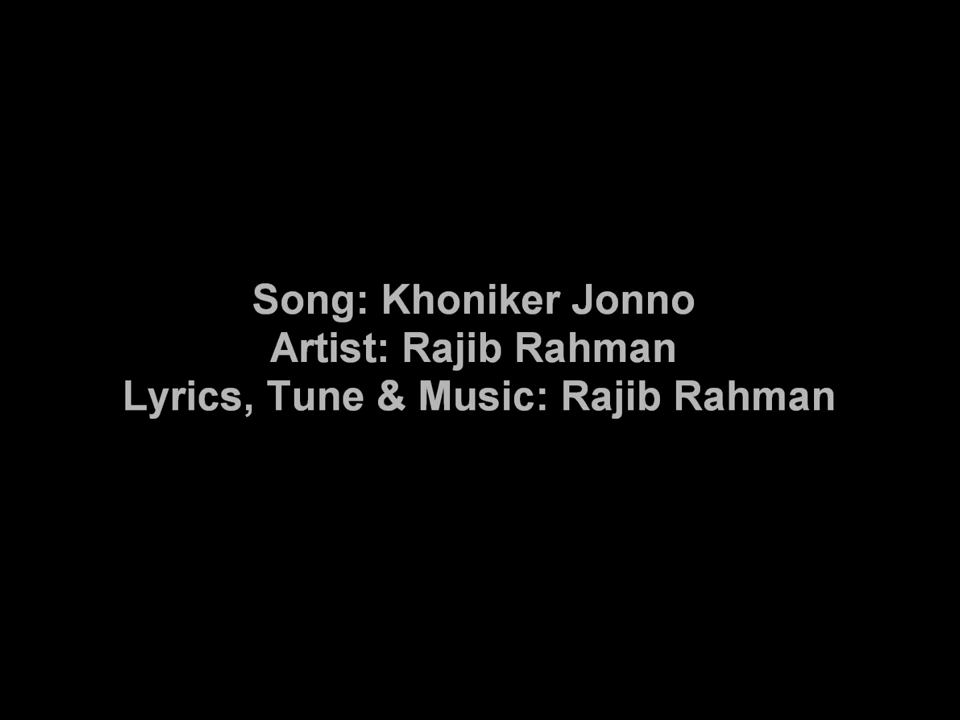 Song: Khoniker Jonno
Artist: Rajib Rahman
Lyrics, Tune & Music: Rajib Rahman